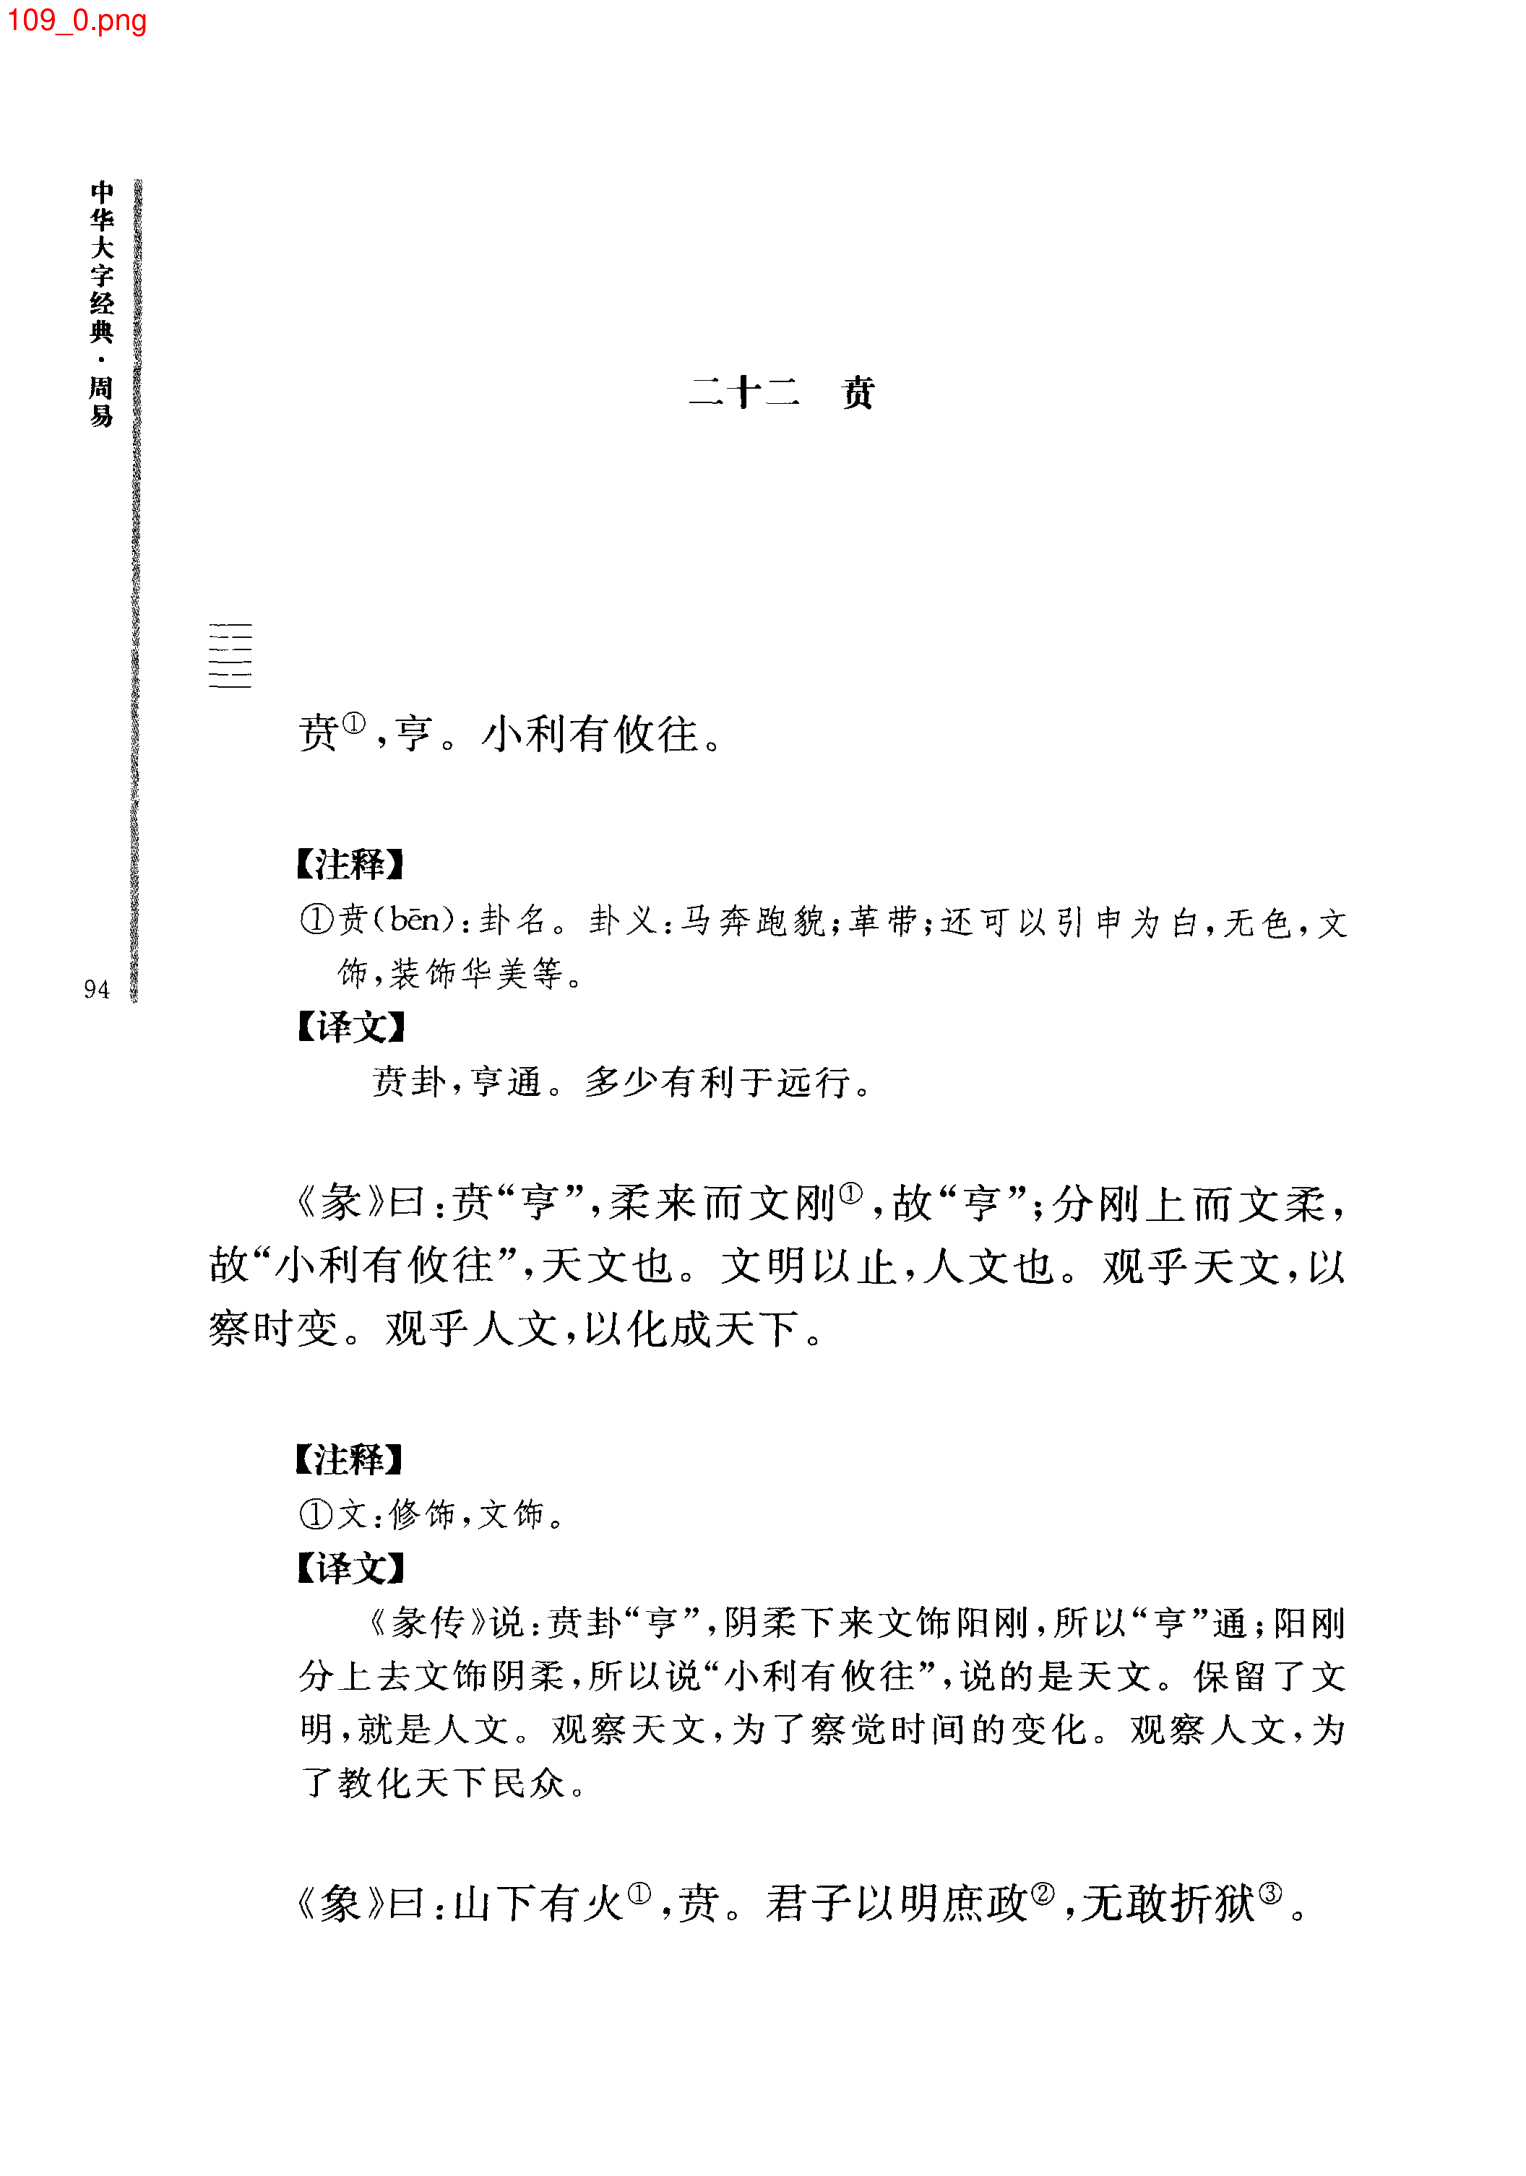 109_0.png
中华大字经典·周易
94
二十二　贲
贲①,亨。小利有攸往。
【注释】
①贲(bēn):卦名。卦义:马奔跑貌;革带;还可以引申为白,无色,文
饰,装饰华美等。
【译文】
贲卦,亨通。多少有利于远行。
《彖》曰:贲“亨”,柔来而文刚①,故“亨”;分刚上而文柔,
故“小利有攸往”,天文也。文明以止,人文也。观乎天文,以
察时变。观乎人文,以化成天下。
【注释】
①文:修饰,文饰。
【译文】
《彖传》说:贲卦“亨”,阴柔下来文饰阳刚,所以“亨”通;阳刚
分上去文饰阴柔,所以说“小利有攸往”,说的是天文。保留了文
明,就是人文。观察天文,为了察觉时间的变化。观察人文,为
了教化天下民众。
《象》曰:山下有火①,贲。君子以明庶政②,无敢折狱③。